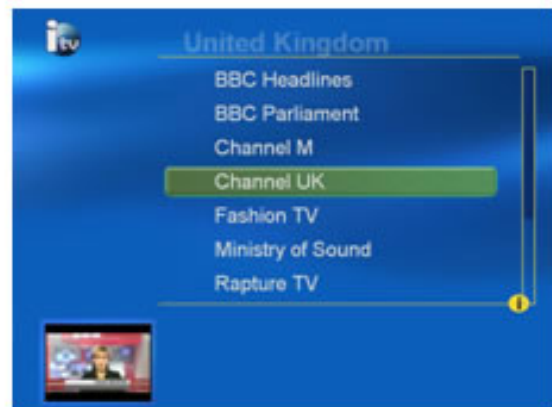 itv
United Kingdom
BBC Headlines
BBC Parliament
Channel M
Channel UK
Fashion TV
Ministry of Sound
Rapture TV
i